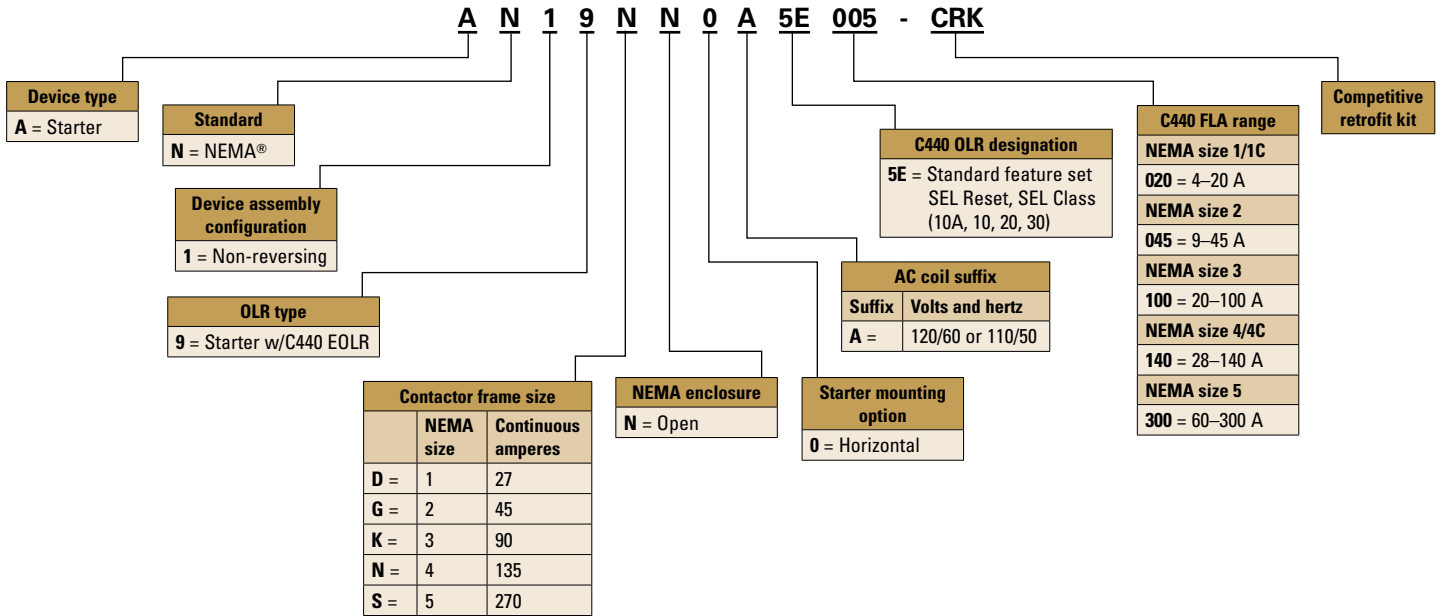 A N 1 9 N N 0 A 5E 005 - CRK
Device type
A = Starter
Standard
N = NEMA®
Device assembly
configuration
1 = Non-reversing
OLR type
9 = Starter w/C440 EOLR
Contactor frame size
NEMA size Continuous amperes
D = 1 27
G = 2 45
K = 3 90
N = 4 135
S = 5 270
NEMA enclosure
N = Open
Starter mounting
option
0 = Horizontal
AC coil suffix
Suffix Volts and hertz
A = 120/60 or 110/50
C440 OLR designation
5E = Standard feature set
SEL Reset, SEL Class
(10A, 10, 20, 30)
C440 FLA range
NEMA size 1/1C
020 = 4–20 A
NEMA size 2
045 = 9–45 A
NEMA size 3
100 = 20–100 A
NEMA size 4/4C
140 = 28–140 A
NEMA size 5
300 = 60–300 A
Competitive
retrofit kit